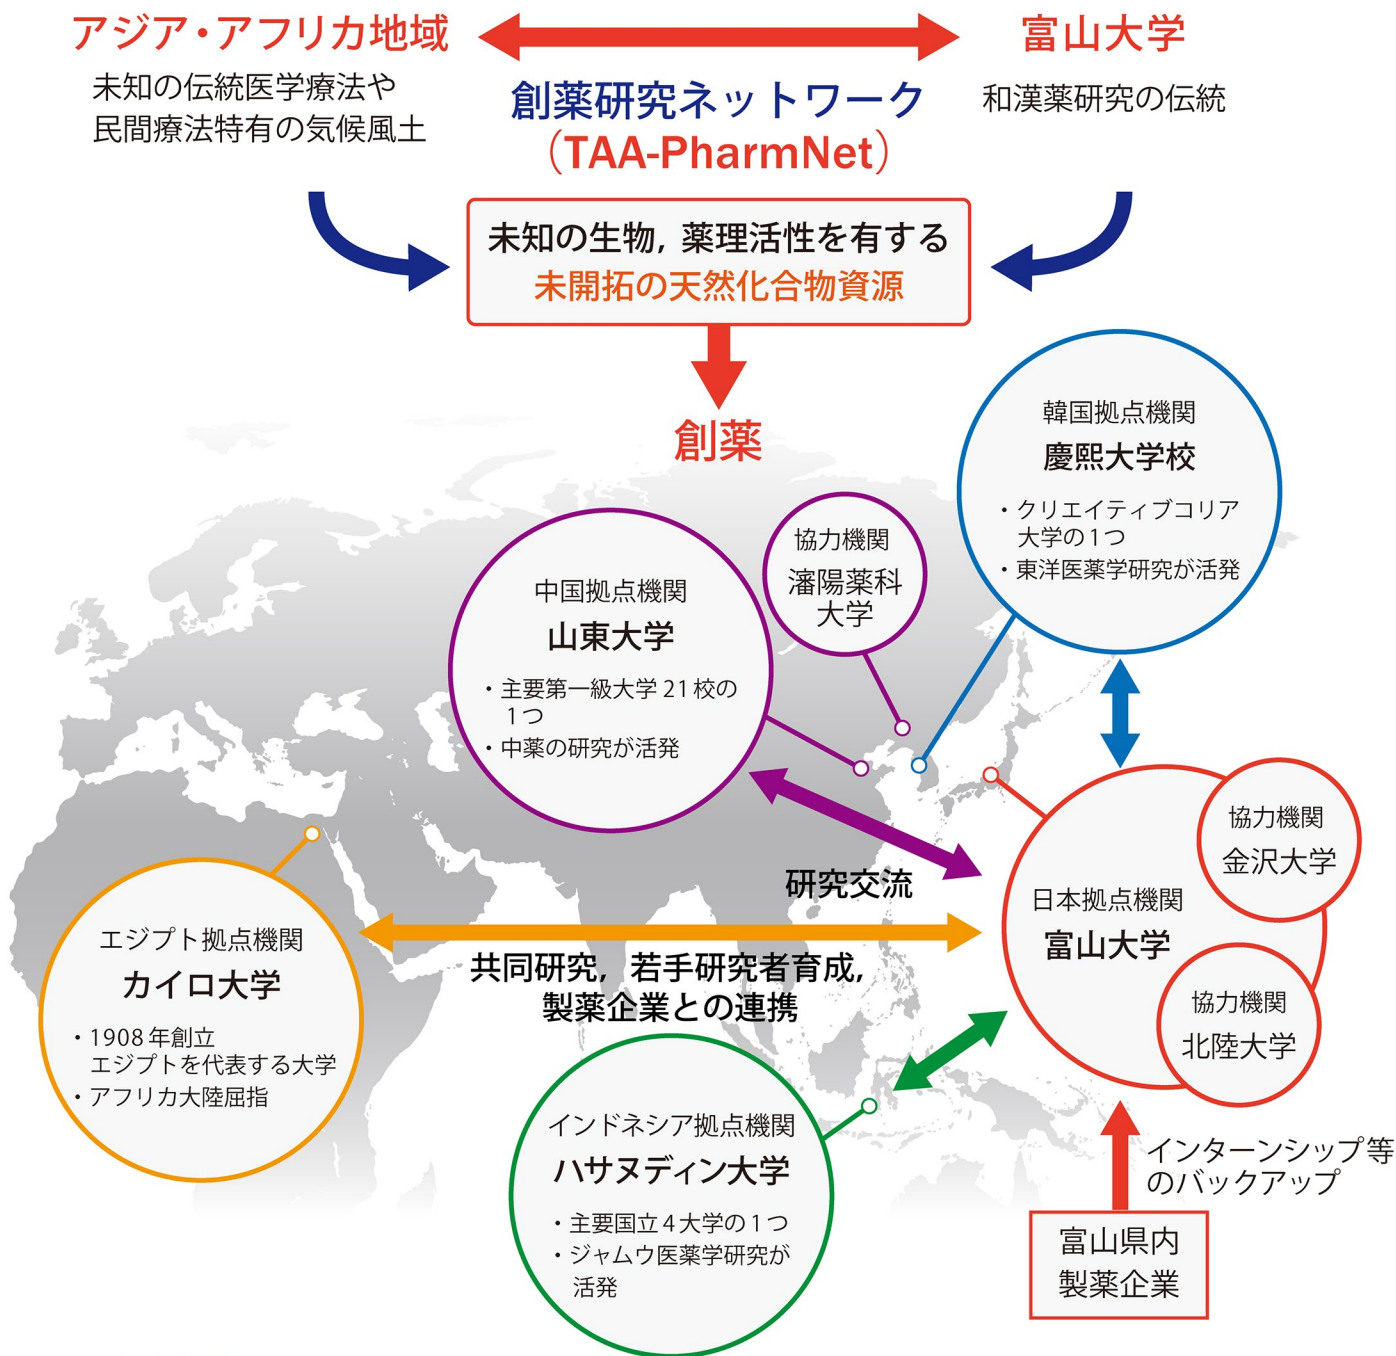 アジア・アフリカ地域
未知の伝統医学療法や
民間療法特有の気候風土
創薬研究ネットワーク
（TAA-PharmNet）
富山大学
和漢薬研究の伝統
未知の生物，薬理活性を有する
未開拓の天然化合物資源
創薬
韓国拠点機関
慶熙大学校
・クリエイティブコリア
大学の1つ
・東洋医薬学研究が活発
協力機関
瀋陽薬科
大学
中国拠点機関
山東大学
・主要第一級大学21校の
1つ
・中薬の研究が活発
協力機関
金沢大学
日本拠点機関
富山大学
協力機関
北陸大学
研究交流
共同研究，若手研究者育成，
製薬企業との連携
エジプト拠点機関
カイロ大学
・1908年創立
エジプトを代表する大学
・アフリカ大陸屈指
インドネシア拠点機関
ハサヌディン大学
・主要国立4大学の1つ
・ジャムウ医薬学研究が
活発
インターンシップ等
のバックアップ
富山県内
製薬企業